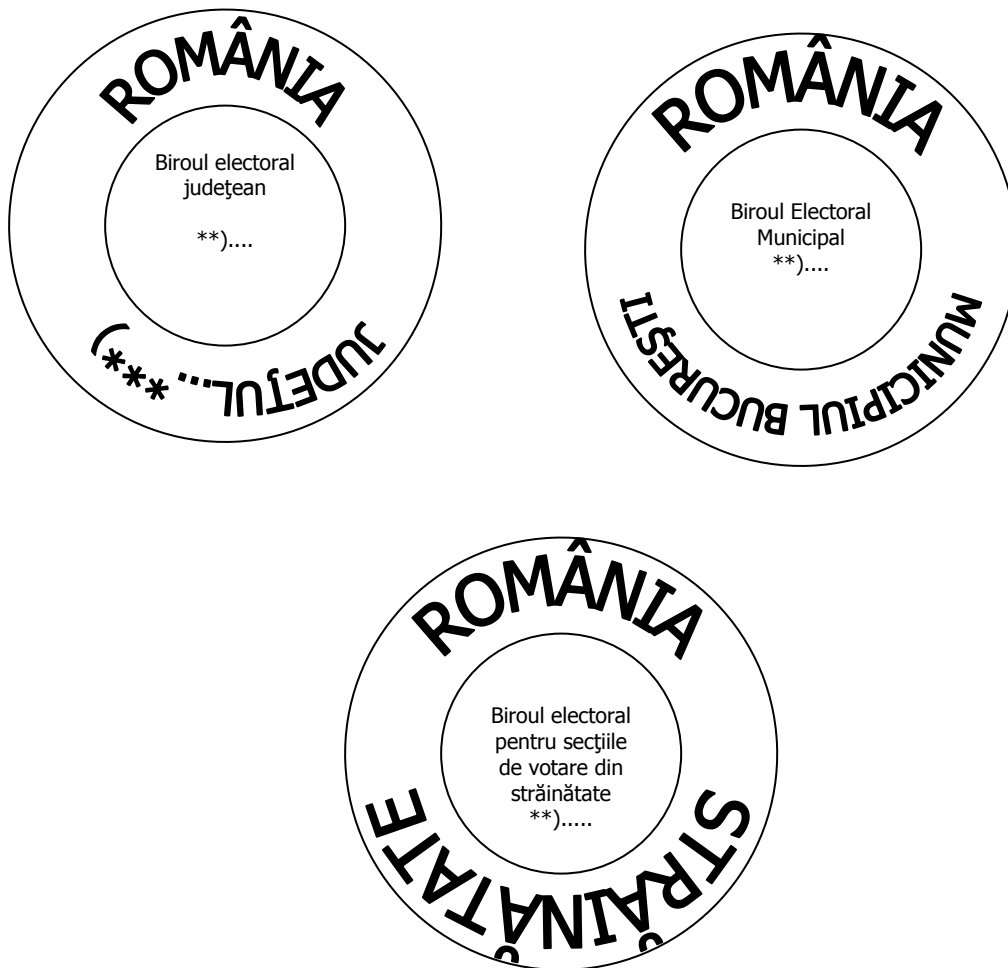 ROMÂNIA
Biroul electoral
judeţean
**)....
JUDEŢUL... ***)
ROMÂNIA
Biroul Electoral
Municipal
**)....
MUNICIPIUL BUCUREŞTI
ROMÂNIA
Biroul electoral
pentru secţiile
de votare din
străinătate
**).....
STRĂINĂTATE